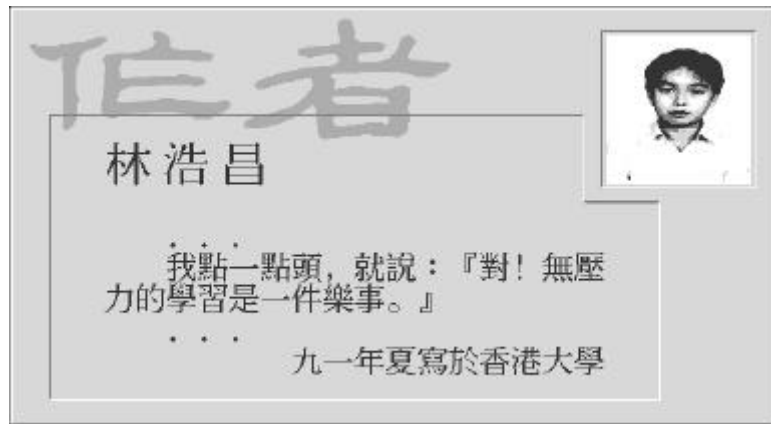 作者
林浩昌
．．．
我點一點頭，就說：『對！無壓
力的學習是一件樂事。』
．．．
九一年夏寫於香港大學